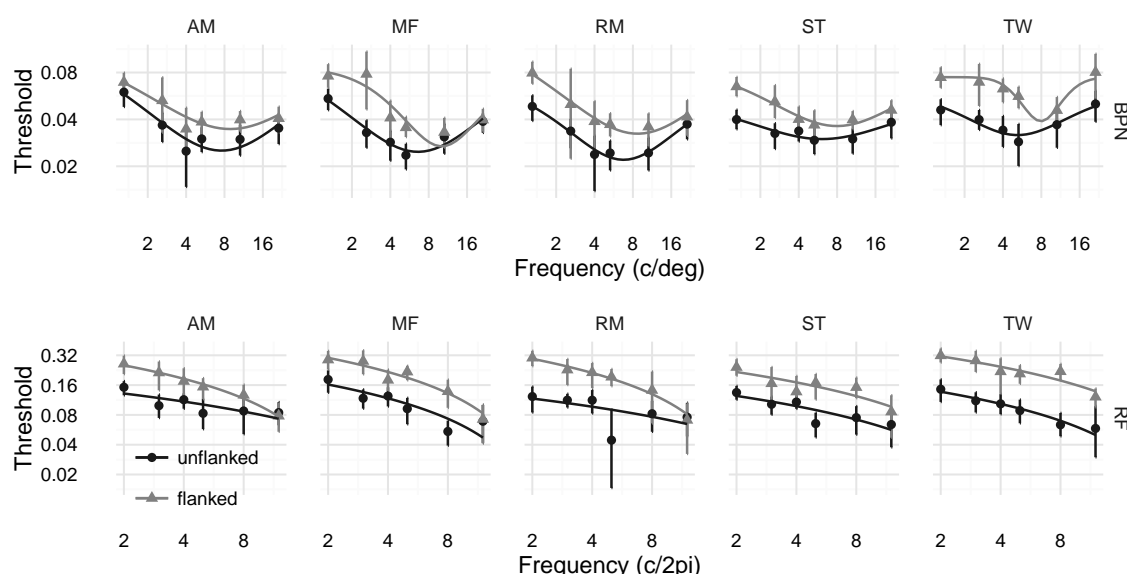 AM MF RM ST TW
Threshold
0.08
0.04
0.02
BPN
2 4 8 16 2 4 8 16 2 4 8 16 2 4 8 16 2 4 8 16
Frequency (c/deg)
AM MF RM ST TW
Threshold
0.32
0.16
0.08
0.04
0.02
RF
unflanked
flanked
2 4 8 2 4 8 2 4 8 2 4 8 2 4 8
Frequency (c/2pi)